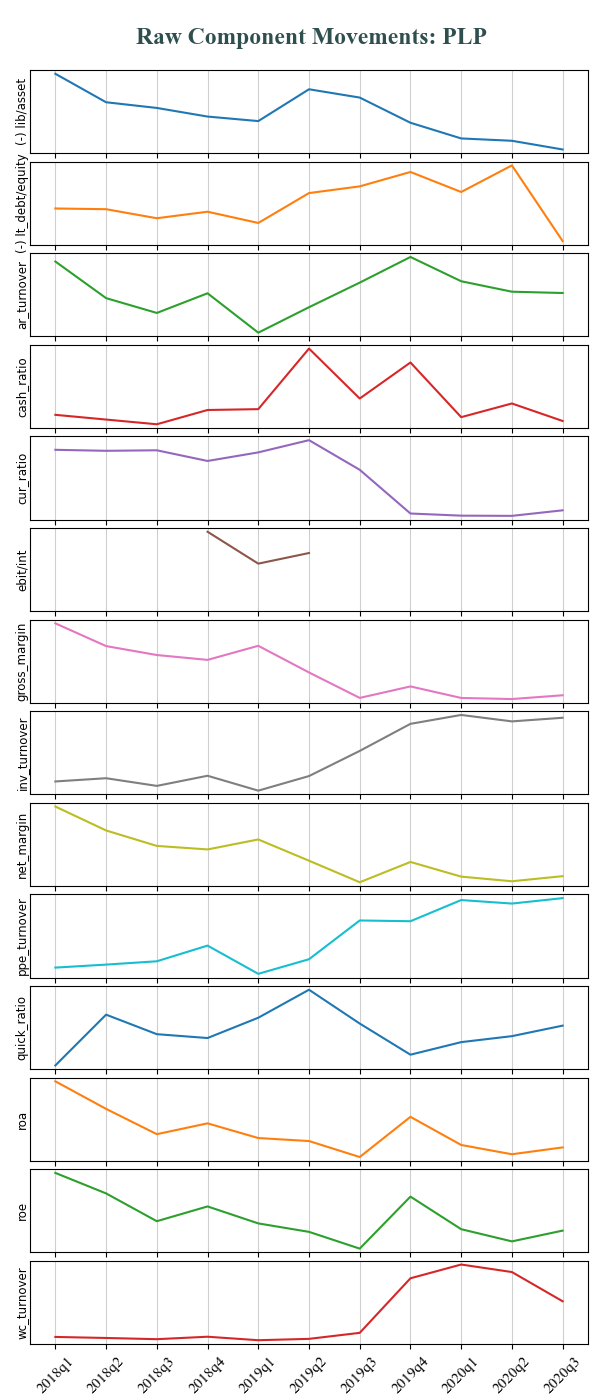 Raw Component Movements: PLP
(-) lib/asset
(-) lt_debt/equity
ar_turnover
cash_ratio
cur_ratio
ebit/int
gross_margin
inv_turnover
net_margin
ppe_turnover
quick_ratio
roa
roe
wc_turnover
2018q1 2018q2 2018q3 2018q4 2019q1 2019q2 2019q3 2019q4 2020q1 2020q2 2020q3